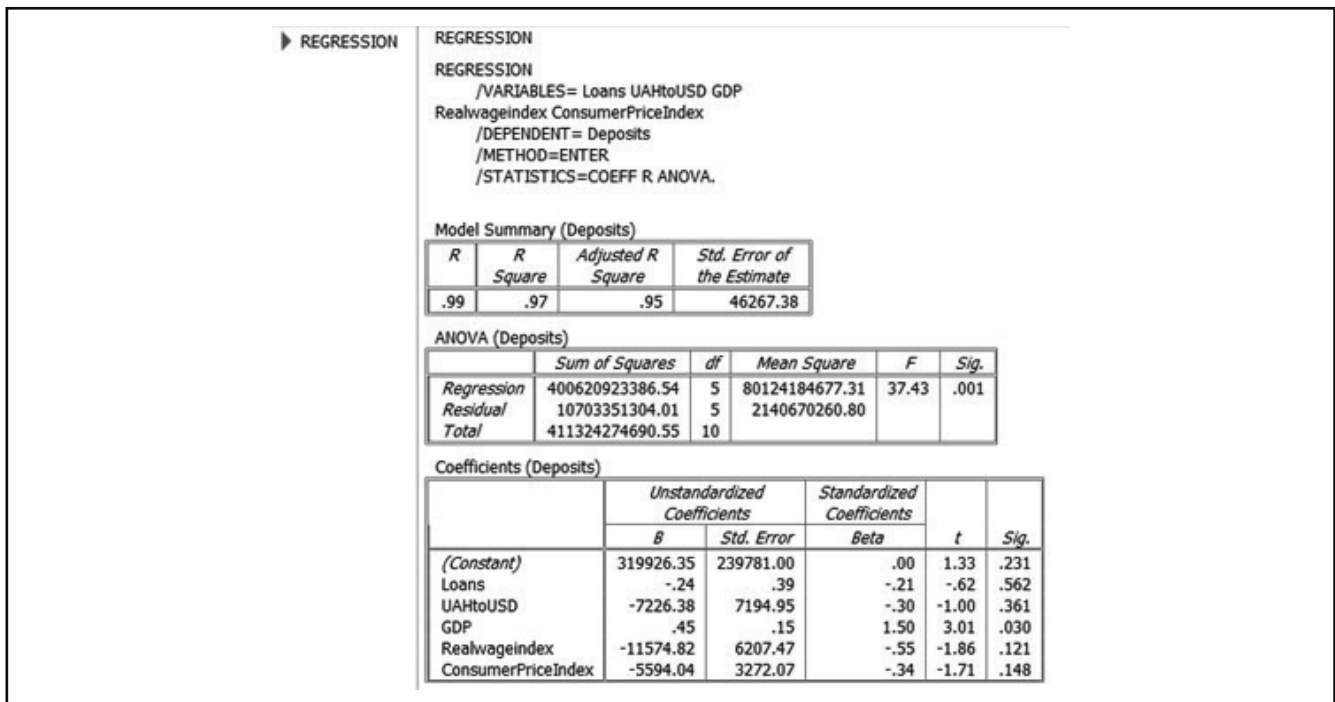 REGRESSION
REGRESSION
REGRESSION
/VARIABLES= Loans UAHtoUSD GDP
Realwageindex ConsumerPriceIndex
/DEPENDENT= Deposits
/METHOD=ENTER
/STATISTICS=COEFF R ANOVA.
Model Summary (Deposits)
R R Square Adjusted R Square Std. Error of the Estimate
.99 .97 .95 46267.38
ANOVA (Deposits)
Sum of Squares df Mean Square F Sig.
Regression 400620923386.54 5 80124184677.31 37.43 .001
Residual 10703351304.01 5 2140670260.80
Total 411324274690.55 10
Coefficients (Deposits)
Unstandardized Coefficients Standardized Coefficients t Sig.
B Std. Error Beta
(Constant) 319926.35 239781.00 .00 1.33 .231
Loans -.24 .39 -.21 -.62 .562
UAHtoUSD -7226.38 7194.95 -.30 -1.00 .361
GDP .45 .15 1.50 3.01 .030
Realwageindex -11574.82 6207.47 -.55 -1.86 .121
ConsumerPriceIndex -5594.04 3272.07 -.34 -1.71 .148